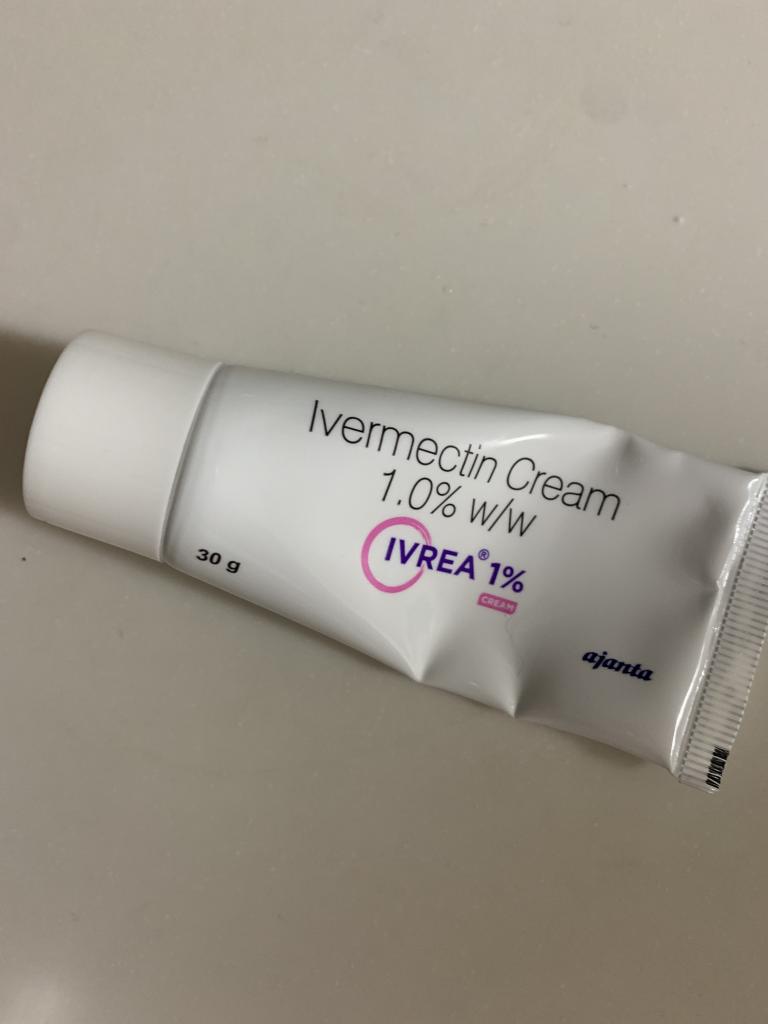 Ivermectin Cream
1.0% w/w
IVREA® 1%
CREAM
30 g
ajanta